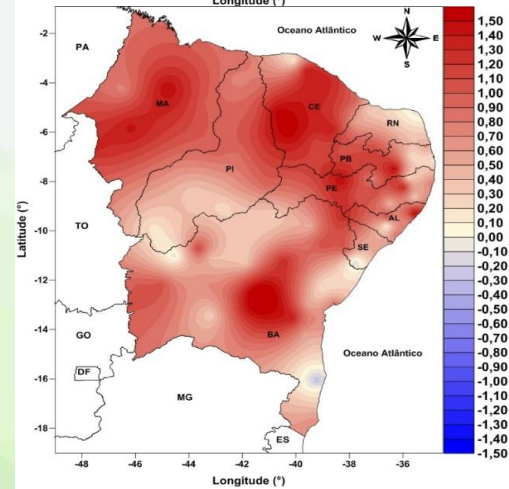 Longitude (°)
Oceano Atlântico
N
W E
S
PA
MA
CE
RN
PB
PI
PE
AL
TO
SE
BA
GO
DF
MG
ES
Oceano Atlântico
Latitude (°)
-2
-4
-6
-8
-10
-12
-14
-16
-18
-48 -46 -44 -42 -40 -38 -36
Longitude (°)
1,50
1,40
1,30
1,20
1,10
1,00
0,90
0,80
0,70
0,60
0,50
0,40
0,30
0,20
0,10
0,00
-0,10
-0,20
-0,30
-0,40
-0,50
-0,60
-0,70
-0,80
-0,90
-1,00
-1,10
-1,20
-1,30
-1,40
-1,50